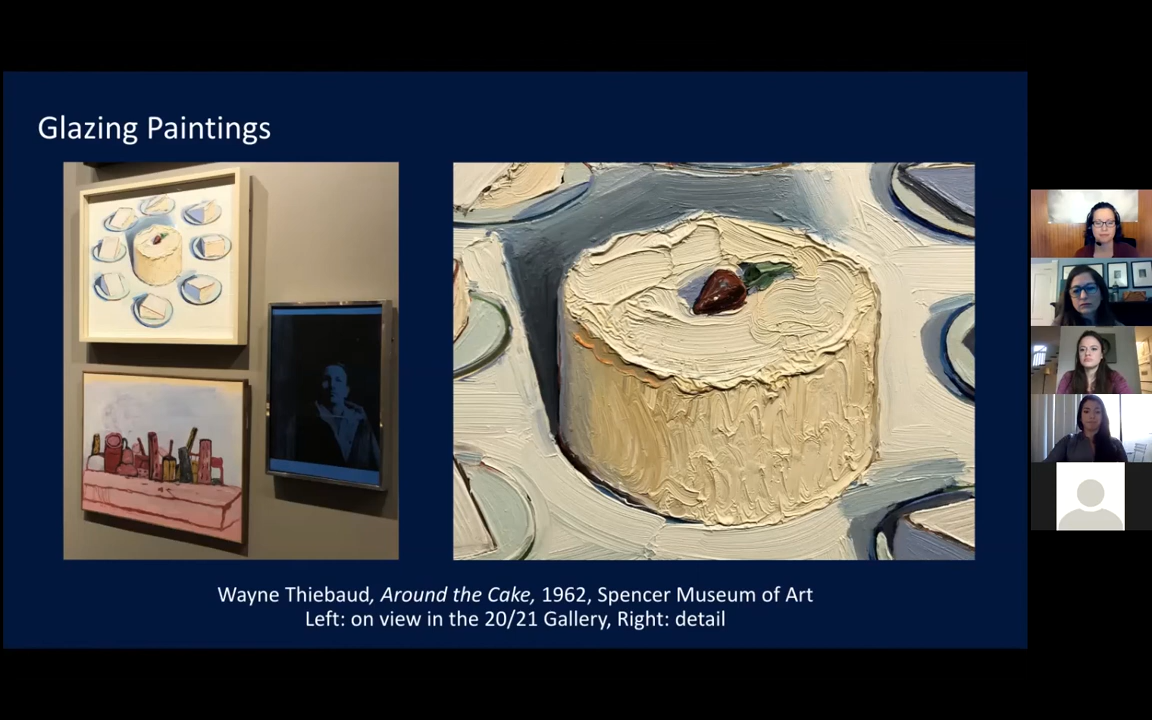 Glazing Paintings
Wayne Thiebaud, Around the Cake, 1962, Spencer Museum of Art
Left: on view in the 20/21 Gallery, Right: detail